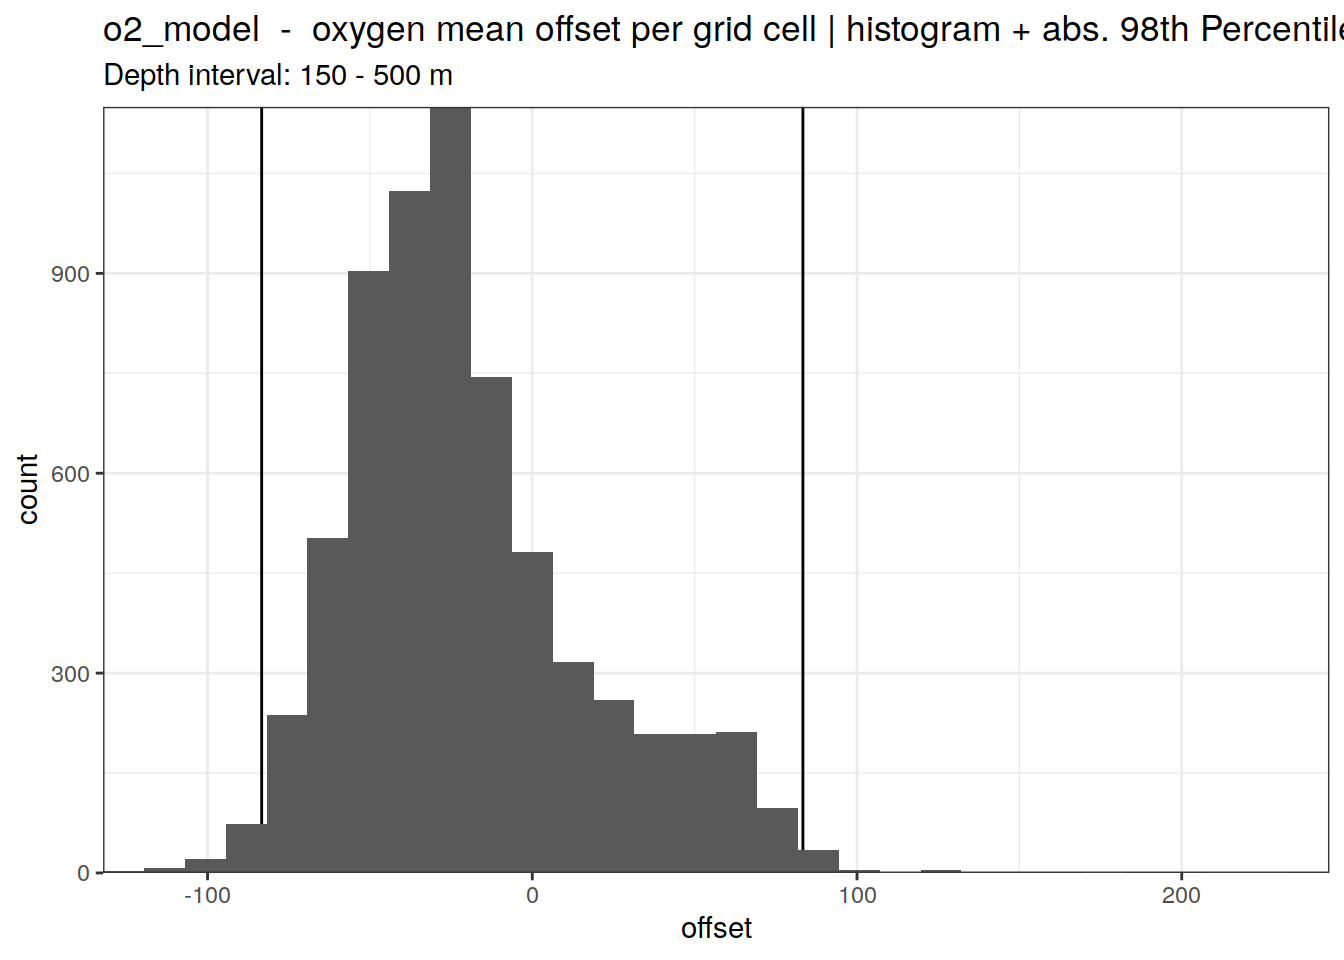 o2_model  -  oxygen mean offset per grid cell | histogram + abs. 98th Percentile
Depth interval: 150 - 500 m
900
600
300
0
count
-100
0
100
200
offset